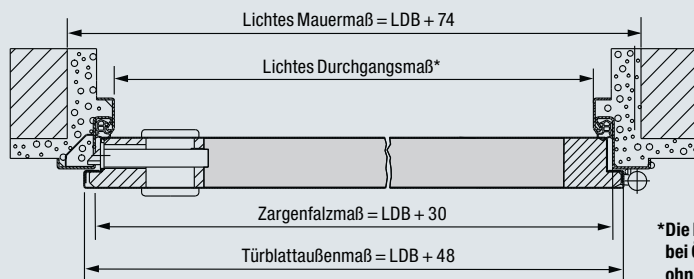 Lichtes Mauermaß = LDB + 74
Lichtes Durchgangsmaß*
Zargenfalzmaß = LDB + 30
Türblattaußenmaß = LDB + 48
*Die
bei
ohn